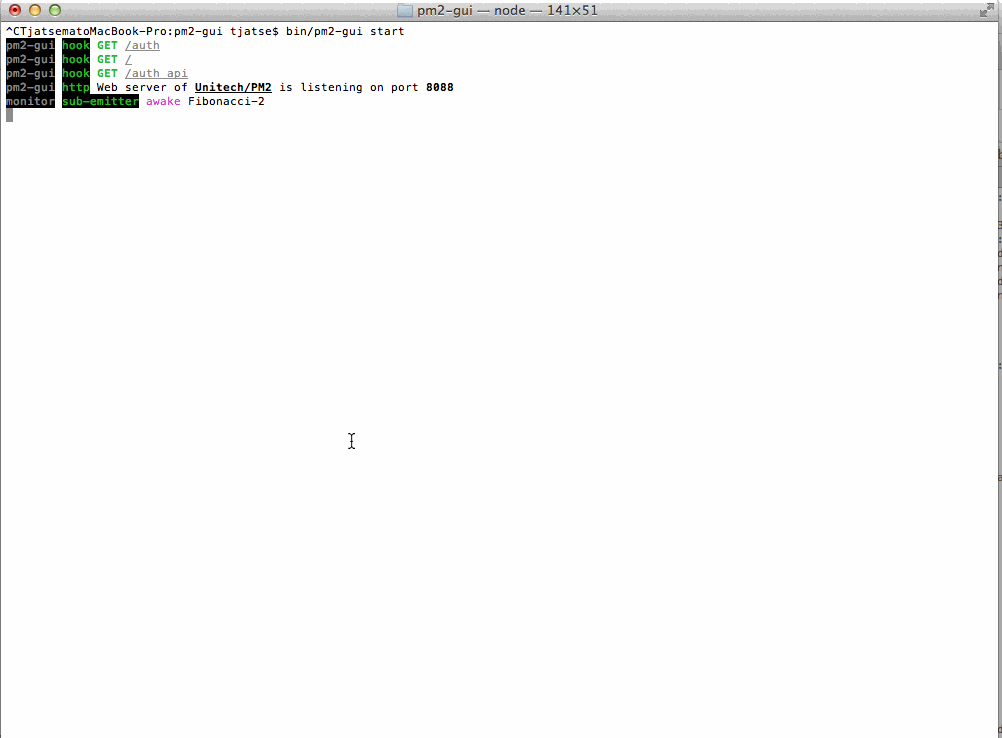 pm2-gui — node — 141×51
^CTjatsematoMacBook-Pro:pm2-gui tjatse$ bin/pm2-gui start
pm2-gui hook GET /auth
pm2-gui hook GET /
pm2-gui hook GET /auth_api
pm2-gui http Web server of Unitech/PM2 is listening on port 8088
monitor sub-emitter awake Fibonacci-2